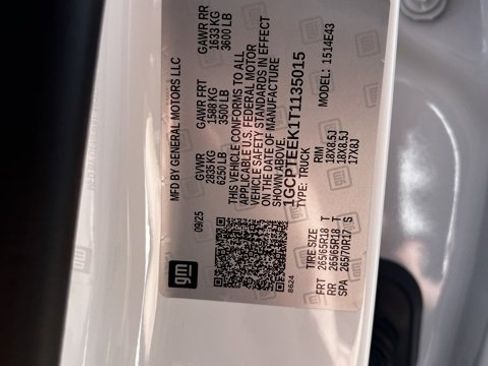 MFD BY GENERAL MOTORS LLC
09/25
GVWR
2835 KG
6250 LB
GAWR FRT
1588 KG
3500 LB
GAWR RR
1633 KG
3600 LB
THIS VEHICLE CONFORMS TO ALL
APPLICABLE U.S. FEDERAL MOTOR
VEHICLE SAFETY STANDARDS IN EFFECT
ON THE DATE OF MANUFACTURE
SHOWN ABOVE.
1GCPTEEK1T1135015
TYPE: TRUCK
1514E43
gm
8624
TIRE SIZE RIM
FRT 265/65R18 T 18X8.5J
RR 265/65R18 T 18X8.5J
SPA 265/70R17 S 17X8J